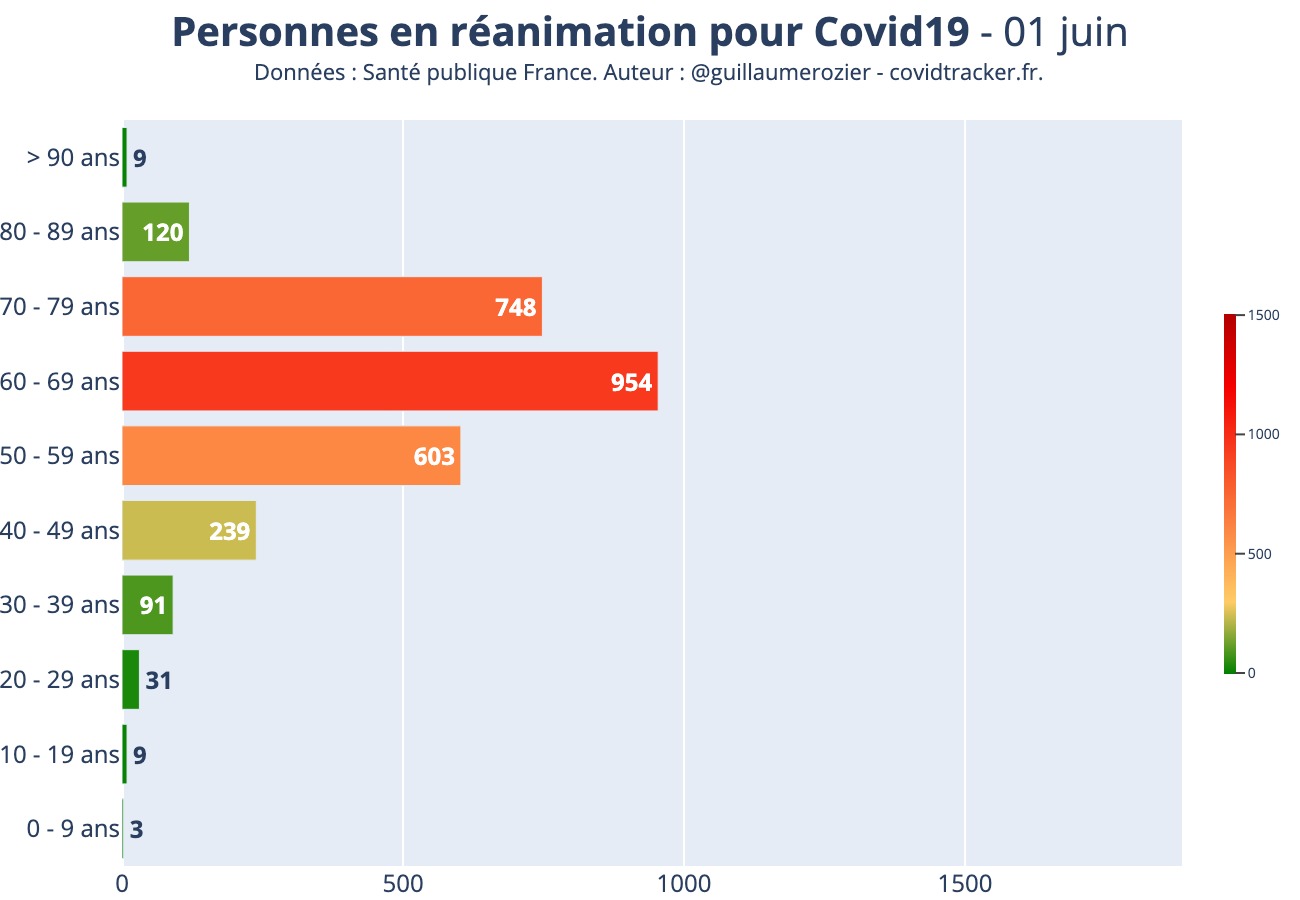 Personnes en réanimation pour Covid19 - 01 juin
Données : Santé publique France. Auteur : @guillaumerozier - covidtracker.fr.
> 90 ans 9
80 - 89 ans 120
70 - 79 ans 748
60 - 69 ans 954
50 - 59 ans 603
40 - 49 ans 239
30 - 39 ans 91
20 - 29 ans 31
10 - 19 ans 9
0 - 9 ans 3
0 500 1000 1500
1500
1000
500
0